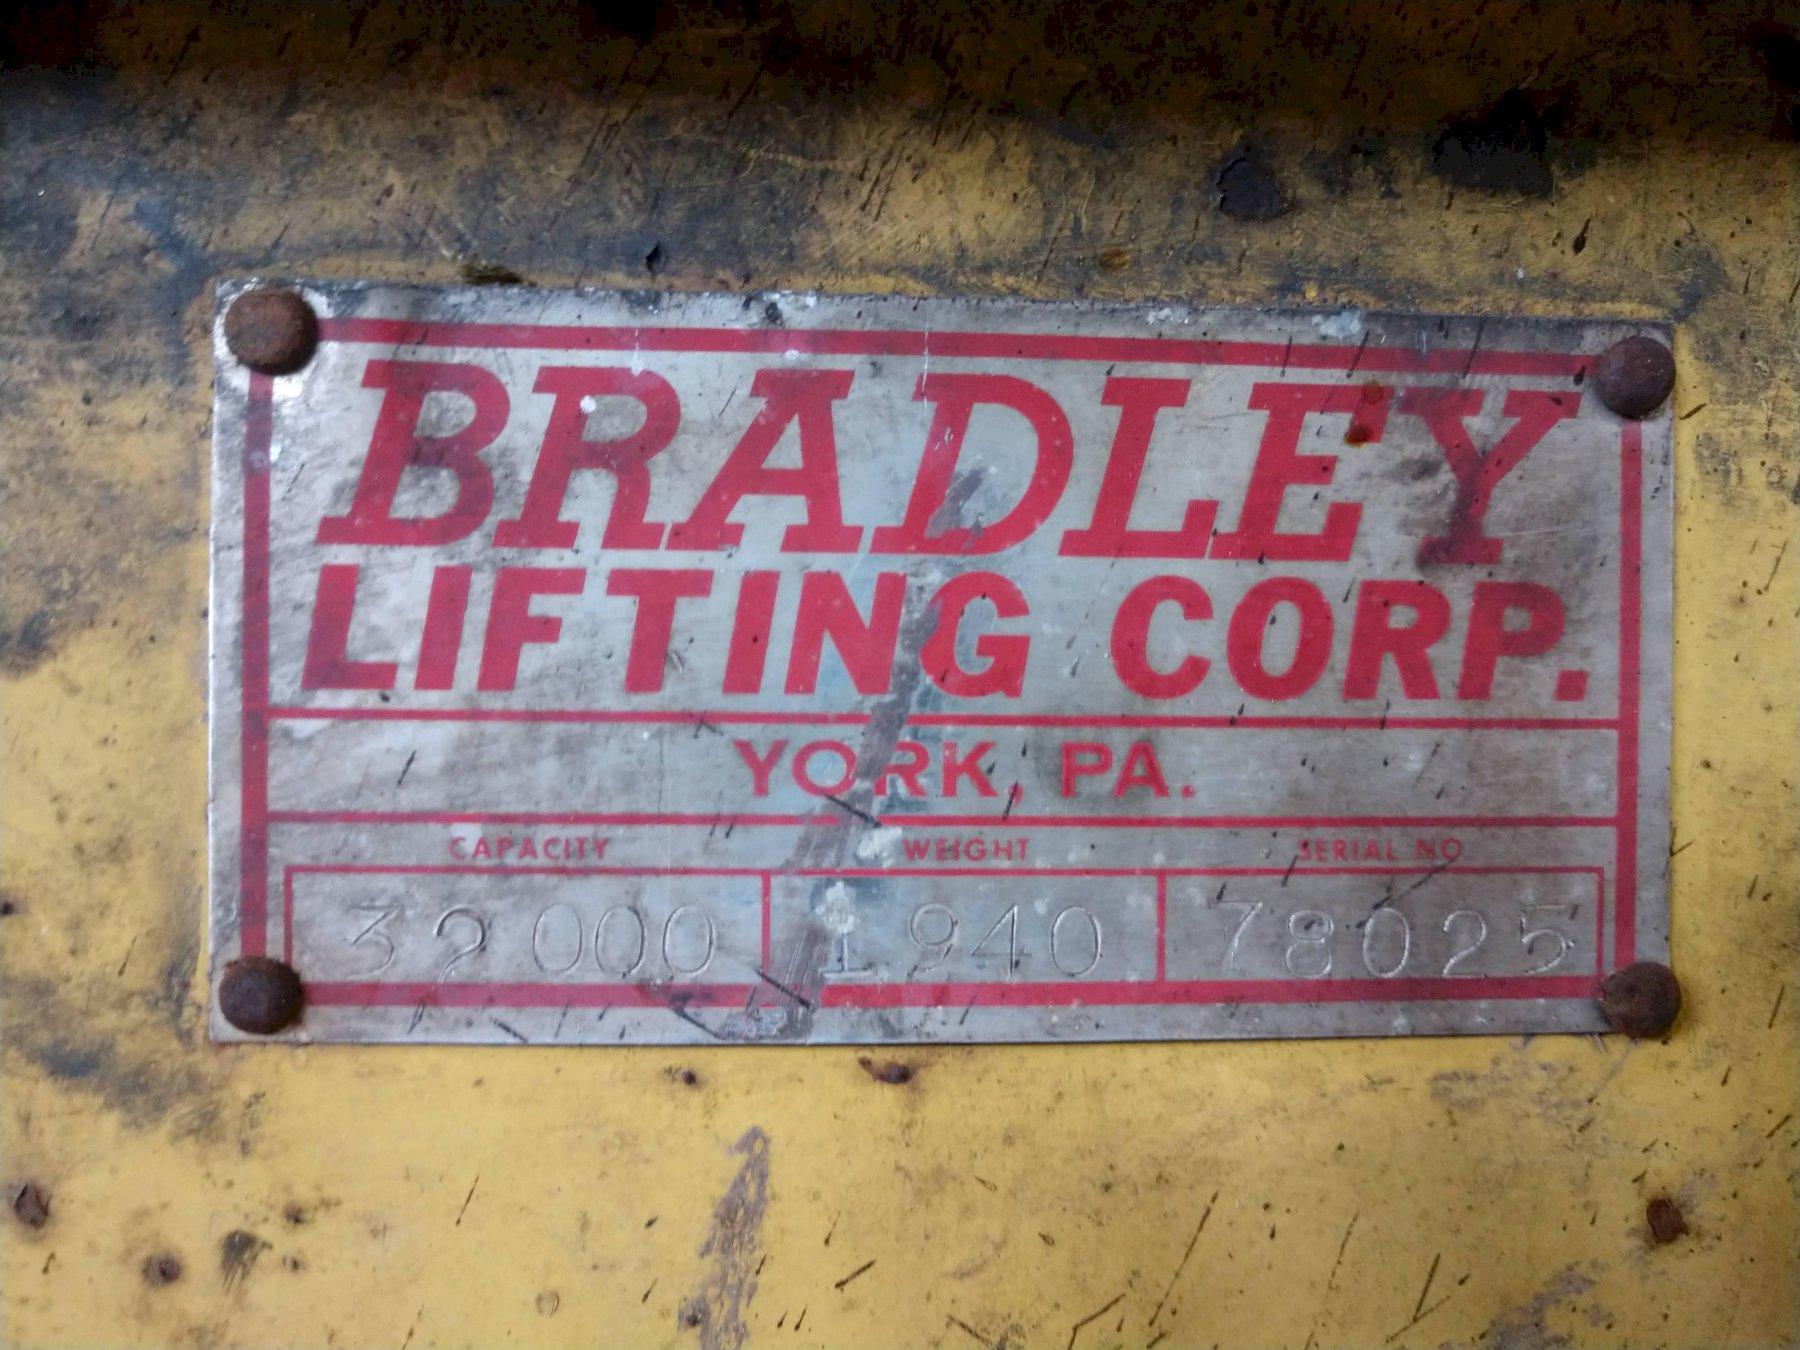 BRADLEY
LIFTING CORP.
YORK, PA.
CAPACITY WEIGHT SERIAL NO
32000 1940 78025